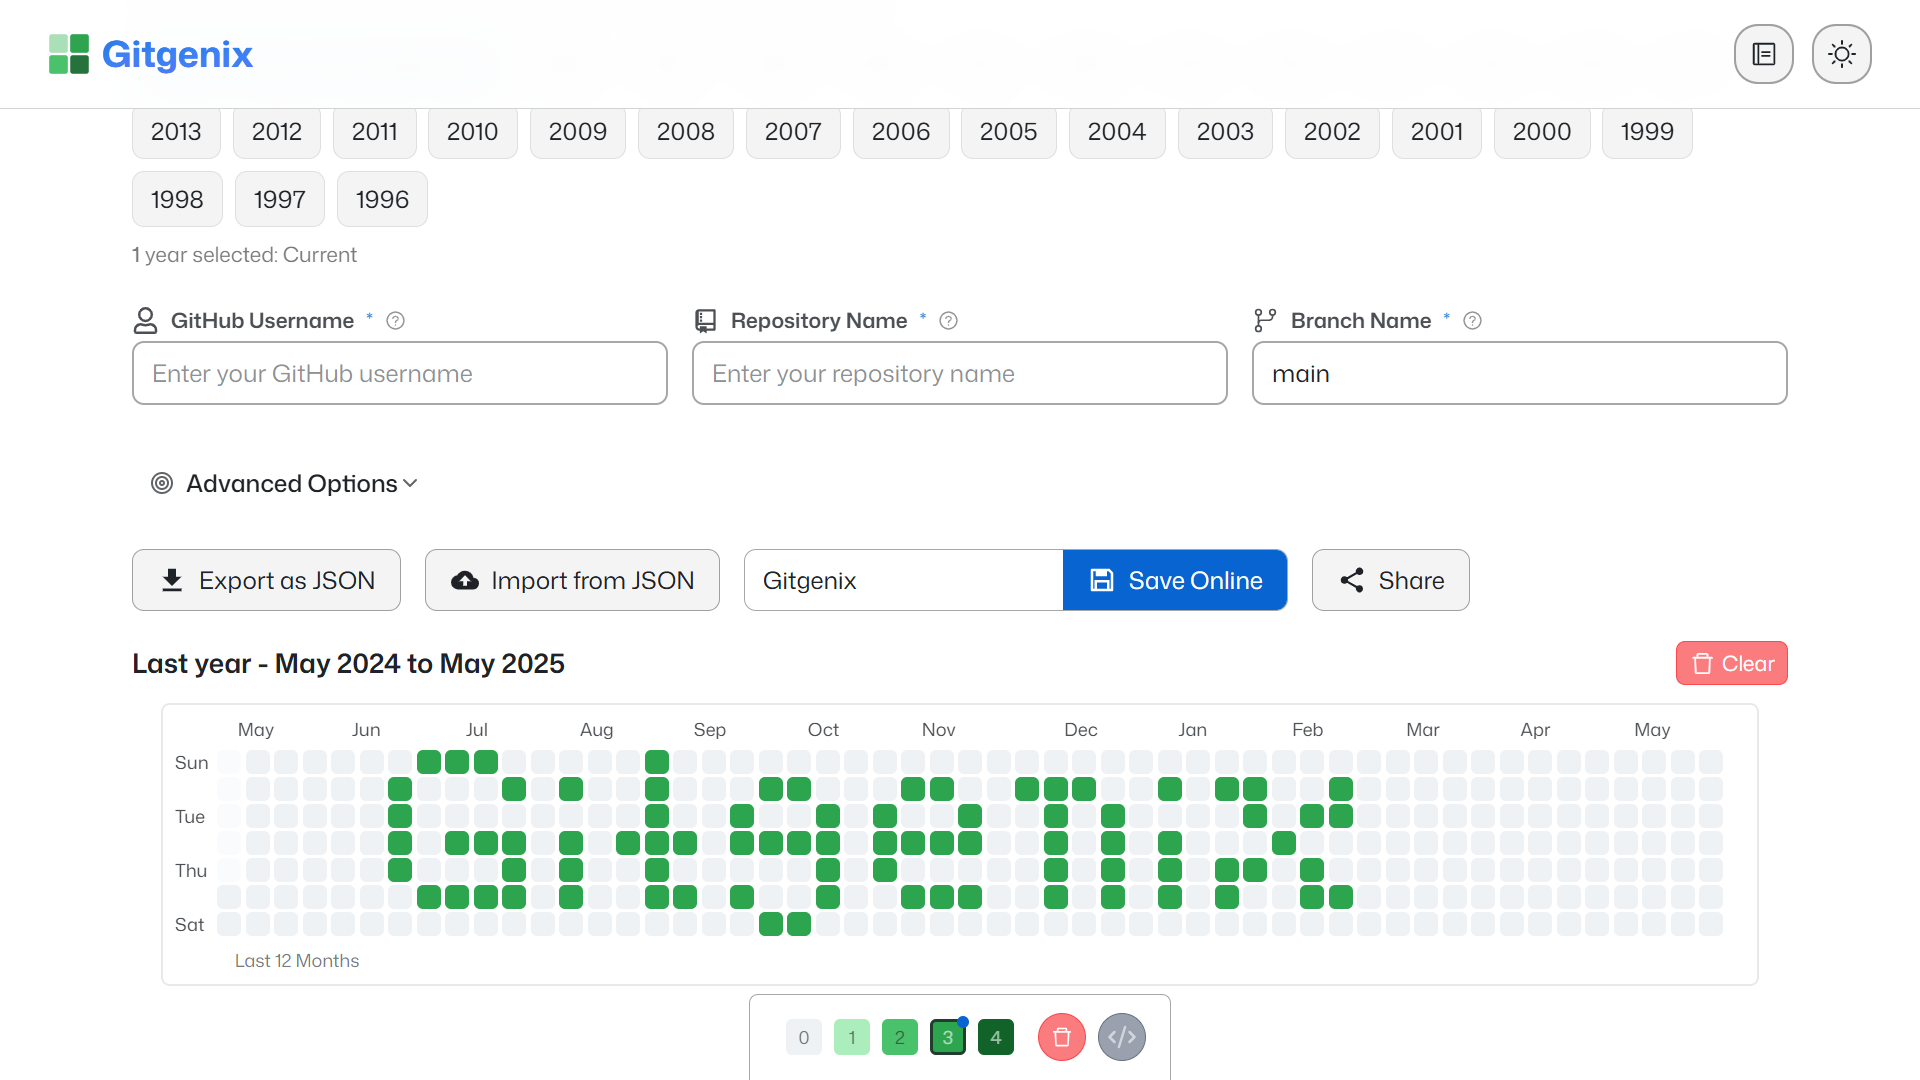 Gitgenix
2013 2012 2011 2010 2009 2008 2007 2006 2005 2004 2003 2002 2001 2000 1999
1998 1997 1996
1 year selected: Current
GitHub Username * ? Repository Name * ? Branch Name * ?
Enter your GitHub username Enter your repository name main
Advanced Options
Export as JSON Import from JSON Gitgenix Save Online Share
Last year - May 2024 to May 2025 Clear
May Jun Jul Aug Sep Oct Nov Dec Jan Feb Mar Apr May
Sun
Tue
Thu
Sat
Gitgenix
Last 12 Months
0 1 2 3 4 </>